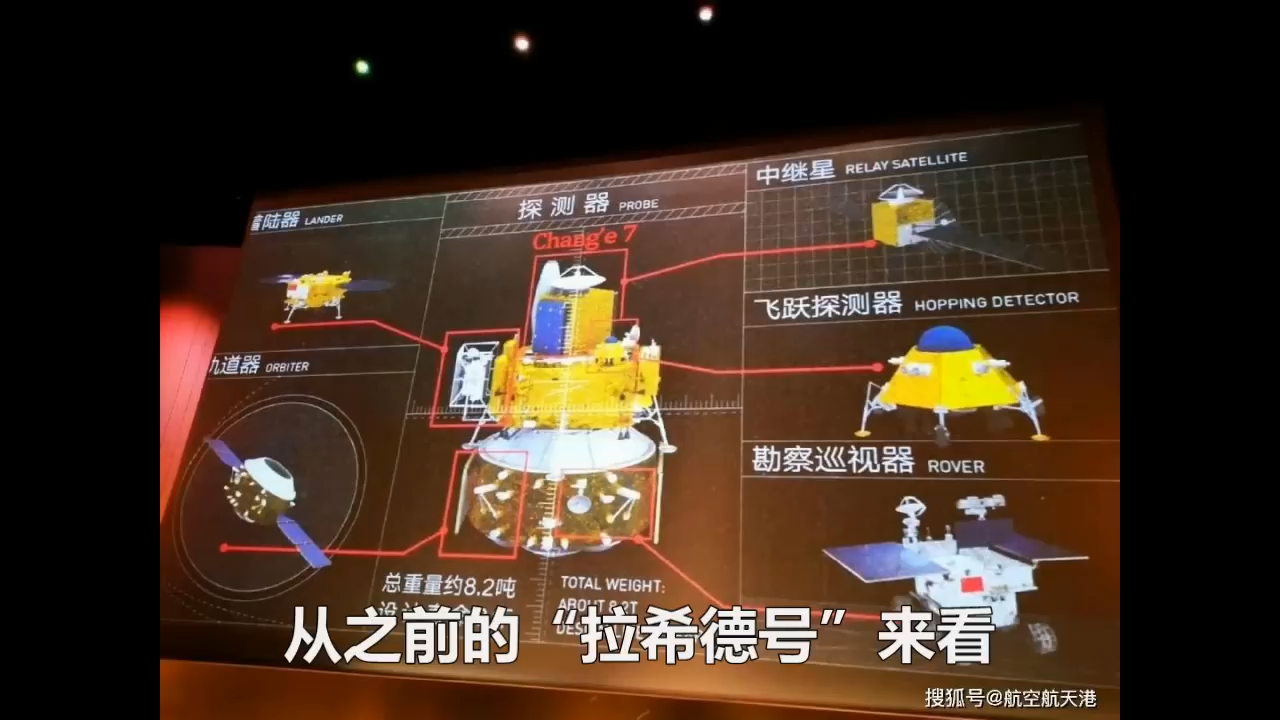 中继星 RELAY SATELLITE
陆器 LANDER
探测器 PROBE
Chang'e 7
飞跃探测器 HOPPING DETECTOR
道器 ORBITER
勘察巡视器 ROVER
总重量约8.2吨
TOTAL WEIGHT:
ABOUT 8.2T
从之前的“拉希德号”来看
搜狐号@航空航天港